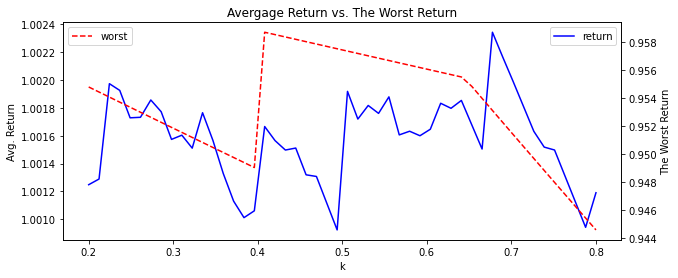 Avergage Return vs. The Worst Return
worst
return
1.0024
1.0022
1.0020
1.0018
1.0016
1.0014
1.0012
1.0010
Avg. Return
0.958
0.956
0.954
0.952
0.950
0.948
0.946
0.944
The Worst Return
0.2 0.3 0.4 0.5 0.6 0.7 0.8
k